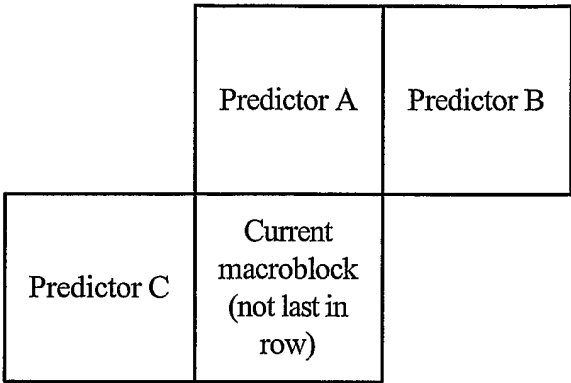 Predictor A
Predictor B
Predictor C
Current
macroblock
(not last in
row)